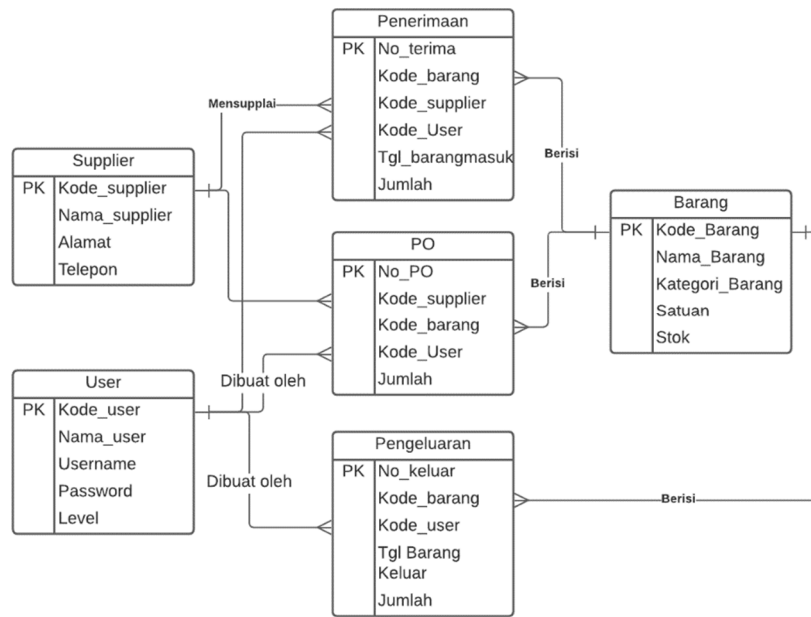 Penerimaan
PK No_terima
Kode_barang
Kode_supplier
Kode_User
Tgl_barangmasuk
Jumlah
Mensupplai
Berisi
Supplier
PK Kode_supplier
Nama_supplier
Alamat
Telepon
Barang
PK Kode_Barang
Nama_Barang
Kategori_Barang
Satuan
Stok
PO
PK No_PO
Kode_supplier
Kode_barang
Kode_User
Jumlah
Berisi
Dibuat oleh
User
PK Kode_user
Nama_user
Username
Password
Level
Dibuat oleh
Pengeluaran
PK No_keluar
Kode_barang
Kode_user
Tgl Barang
Keluar
Jumlah
Berisi